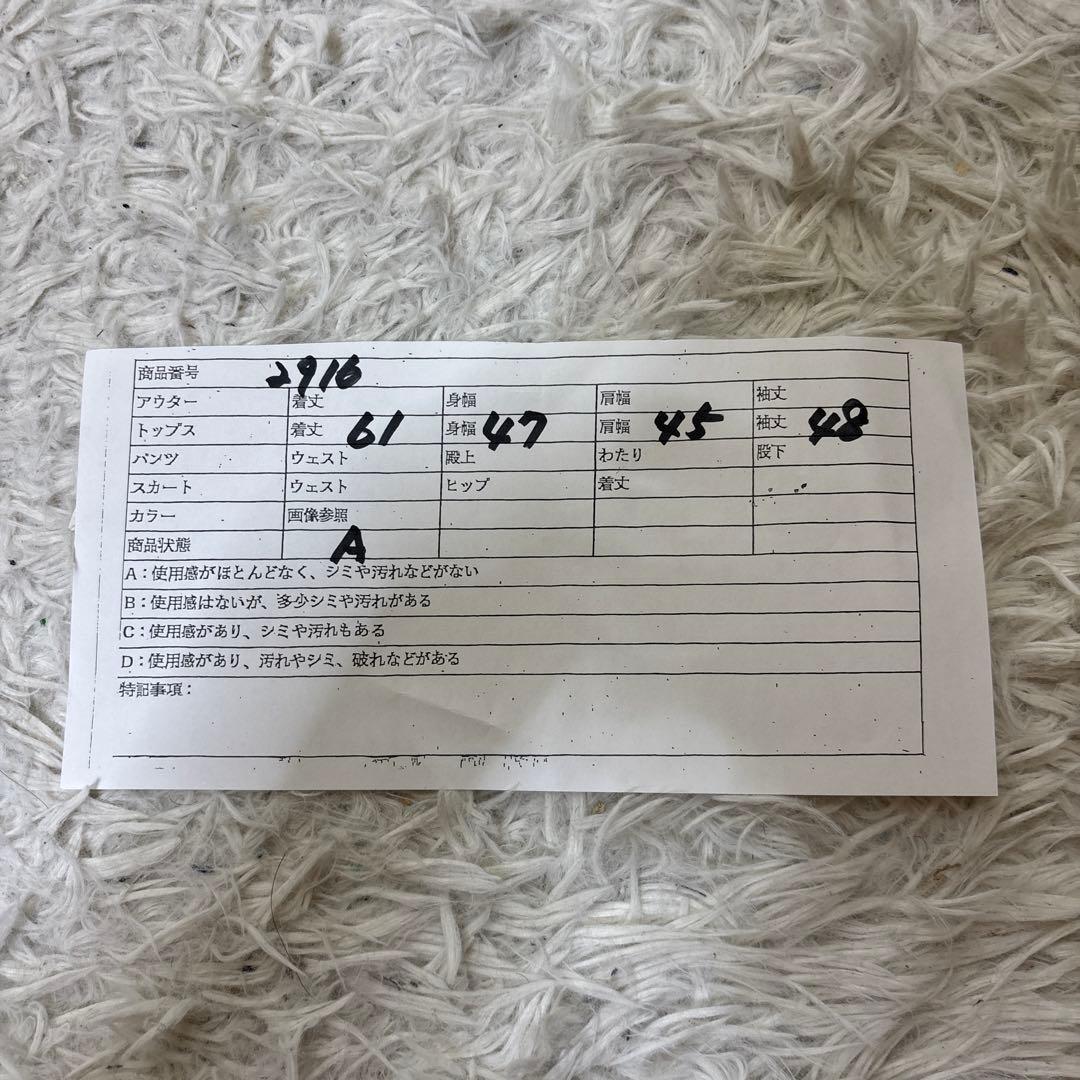 商品番号 2916
アウター 着丈 身幅 肩幅 袖丈
トップス 着丈 61 身幅 47 肩幅 45 袖丈 48
パンツ ウェスト 殿上 わたり 股下
スカート ウェスト ヒップ 着丈
カラー 画像参照
商品状態 A
A：使用感がほとんどなく、シミや汚れなどがない
B：使用感はないが、多少シミや汚れがある
C：使用感があり、シミや汚れもある
D：使用感があり、汚れやシミ、破れなどがある
特記事項：